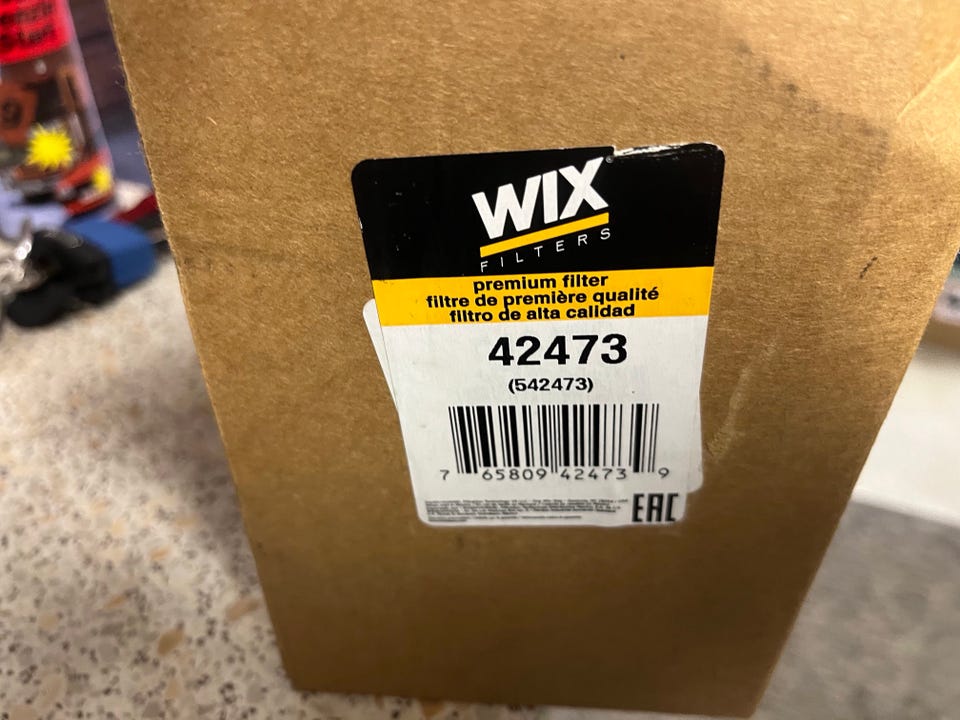 WIX®
FILTERS
premium filter
filtre de première qualité
filtro de alta calidad
42473
(542473)
7 65809 42473 9
EAC